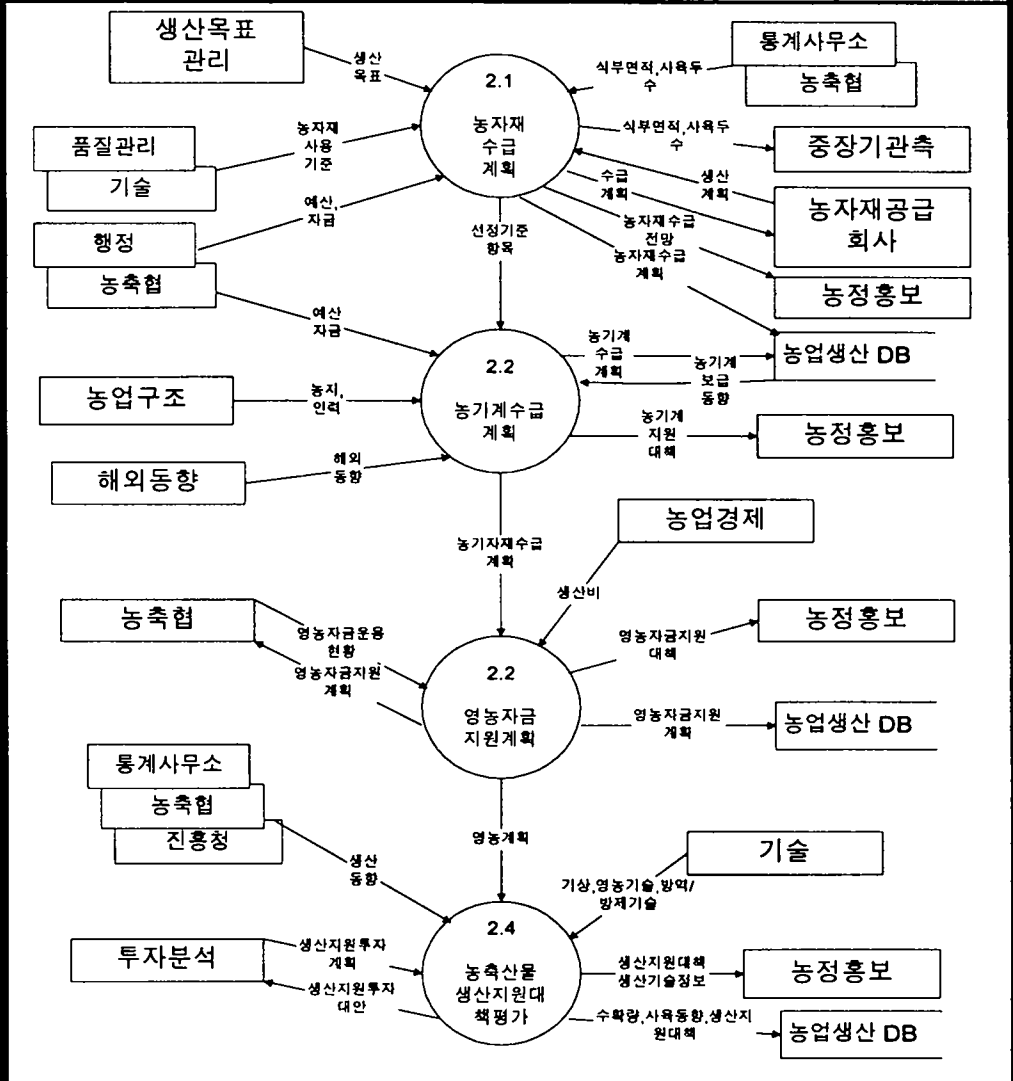 생산목표
관리
생산
목표
통계사무소
농축협
식부면적,사육두
수
2.1
농자재
수급
계획
품질관리
기술
농자재
사용
기준
식부면적,사육두
수
중장기관측
행정
농축협
예산,
자금
수급
계획
생산
계획
농자재공급
회사
선정기준
항목
농자재수급
전망
농자재수급
계획
농정홍보
예산
자금
2.2
농기계수급
계획
농기계
수급
계획
농기계
보급
동향
농업생산 DB
농업구조
농지,
인력
농기계
지원
대책
농정홍보
해외동향
해외
동향
농업경제
농기자재수급
계획
생산비
농축협
영농자금운용
현황
영농자금지원
계획
2.2
영농자금
지원계획
영농자금지원
대책
농정홍보
영농자금지원
계획
농업생산 DB
통계사무소
농축협
진흥청
영농계획
생산
동향
기술
기상,영농기술,방역/
방제기술
2.4
농축산물
생산지원대
책평가
투자분석
생산지원투자
계획
생산지원투자
대안
생산지원대책
생산기술정보
농정홍보
수확량,사육동향,생산지
원대책
농업생산 DB